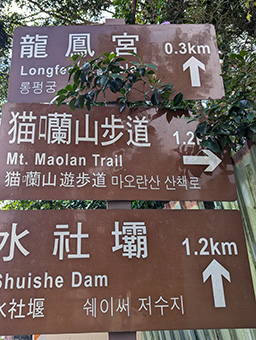 龍鳳宮 0.3km
Longfe
롱펑궁
猫囒山步道 1.2
Mt. Maolan Trail
猫囒山遊歩道 마오란산 산책로
水社壩 1.2km
Shuishe Dam
水社堰 쉐이써 저수지